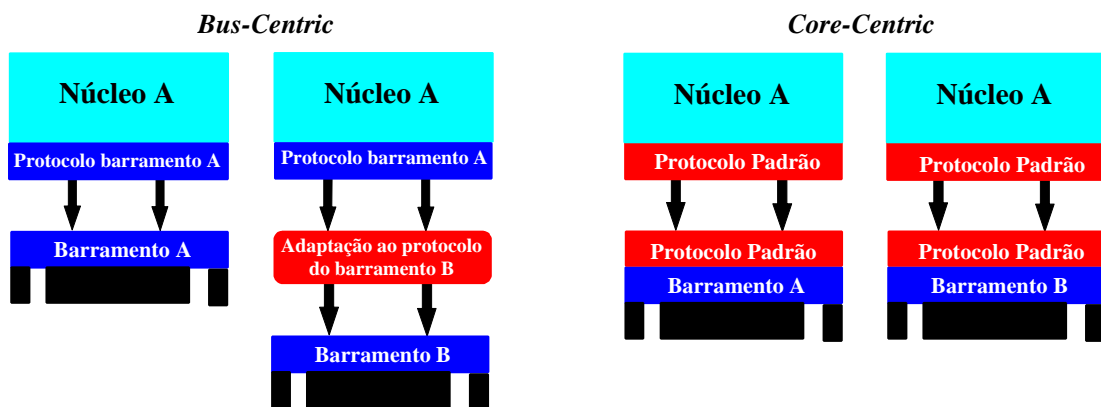 Bus-Centric
Núcleo A
Protocolo barramento A
Barramento A
Núcleo A
Protocolo barramento A
Adaptação ao protocolo
do barramento B
Barramento B
Core-Centric
Núcleo A
Protocolo Padrão
Protocolo Padrão
Barramento A
Núcleo A
Protocolo Padrão
Protocolo Padrão
Barramento B